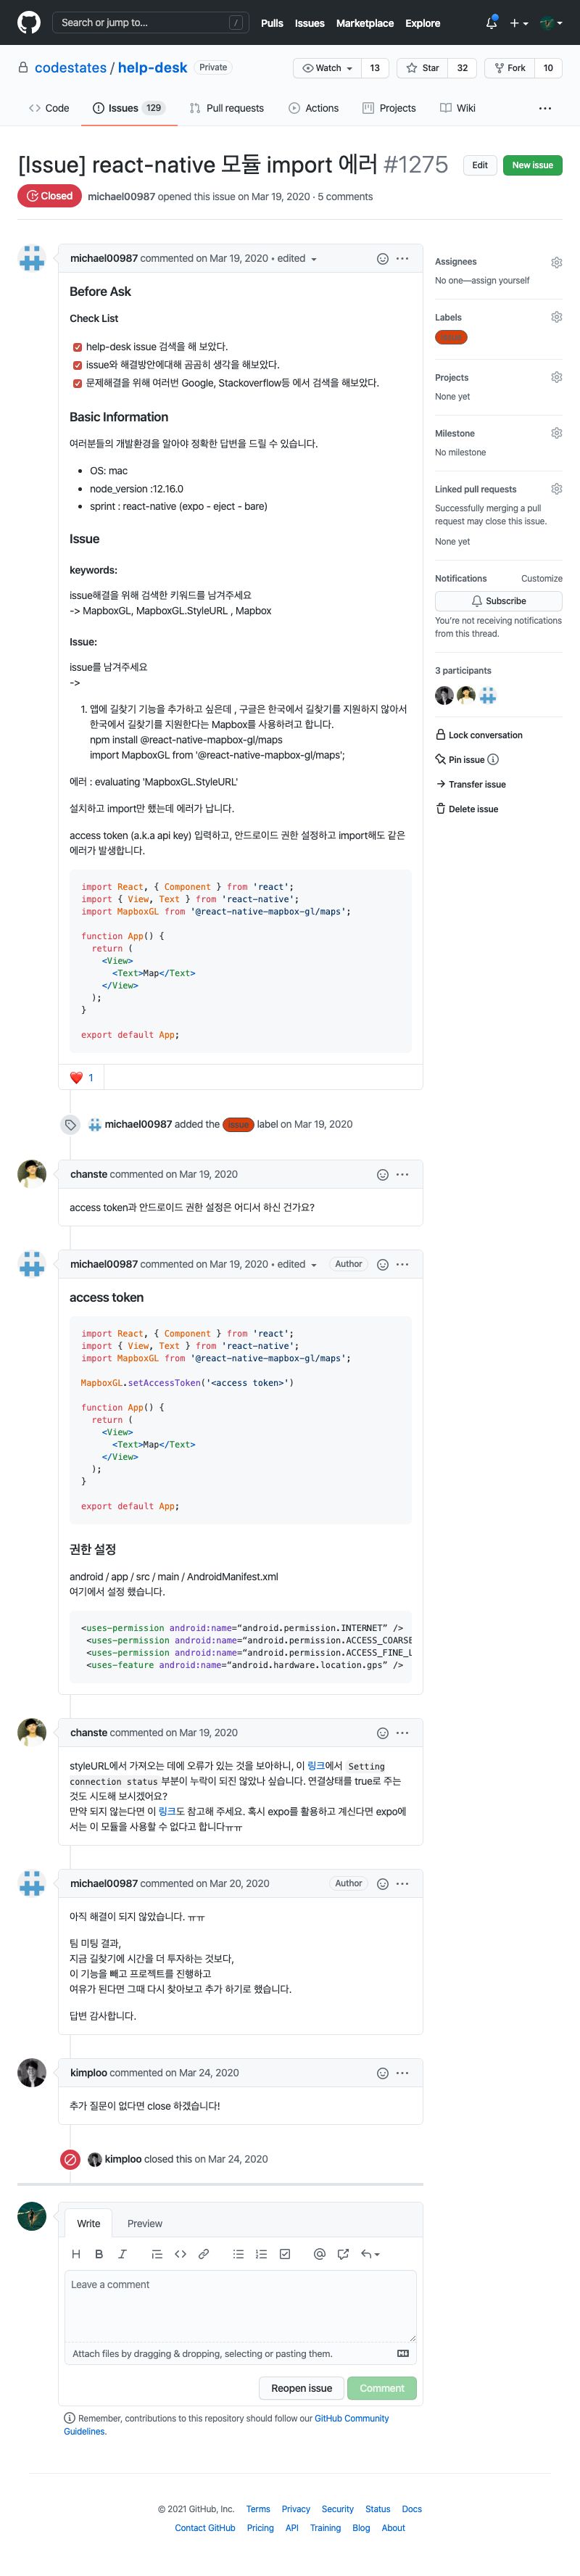 Search or jump to... /
Pulls Issues Marketplace Explore
codestates / help-desk Private
Watch 13 Star 32 Fork 10
Code Issues 129 Pull requests Actions Projects Wiki ...
[Issue] react-native 모듈 import 에러 #1275
Edit New issue
Closed michael00987 opened this issue on Mar 19, 2020 · 5 comments
michael00987 commented on Mar 19, 2020 • edited
Before Ask
Check List
help-desk issue 검색을 해 보았다.
issue와 해결방안에대해 곰곰히 생각을 해보았다.
문제해결을 위해 여러번 Google, Stackoverflow등 에서 검색을 해보았다.
Basic Information
여러분들의 개발환경을 알아야 정확한 답변을 드릴 수 있습니다.
• OS: mac
• node_version :12.16.0
• sprint : react-native (expo - eject - bare)
Issue
keywords:
issue해결을 위해 검색한 키워드를 남겨주세요
-> MapboxGL, MapboxGL.StyleURL , Mapbox
Issue:
issue를 남겨주세요
->
1. 앱에 길찾기 기능을 추가하고 싶은데 , 구글은 한국에서 길찾기를 지원하지 않아서
한국에서 길찾기를 지원한다는 Mapbox를 사용하려고 합니다.
npm install @react-native-mapbox-gl/maps
import MapboxGL from '@react-native-mapbox-gl/maps';
에러 : evaluating 'MapboxGL.StyleURL'
설치하고 import만 했는데 에러가 납니다.
access token (a.k.a api key) 입력하고, 안드로이드 권한 설정하고 import해도 같은
에러가 발생합니다.
import React, { Component } from 'react';
import { View, Text } from 'react-native';
import MapboxGL from '@react-native-mapbox-gl/maps';
function App() {
return (
<View>
<Text>Map</Text>
</View>
);
}
export default App;
❤️ 1
michael00987 added the issue label on Mar 19, 2020
chanste commented on Mar 19, 2020
access token과 안드로이드 권한 설정은 어디서 하신 건가요?
michael00987 commented on Mar 19, 2020 • edited Author
access token
import React, { Component } from 'react';
import { View, Text } from 'react-native';
import MapboxGL from '@react-native-mapbox-gl/maps';
MapboxGL.setAccessToken('<access token>')
function App() {
return (
<View>
<Text>Map</Text>
</View>
);
}
export default App;
권한 설정
android / app / src / main / AndroidManifest.xml
여기에서 설정 했습니다.
<uses-permission android:name=“android.permission.INTERNET” />
<uses-permission android:name=“android.permission.ACCESS_COARSE
<uses-permission android:name=“android.permission.ACCESS_FINE_L
<uses-feature android:name=“android.hardware.location.gps” />
chanste commented on Mar 19, 2020
styleURL에서 가져오는 데에 오류가 있는 것을 보아하니, 이 링크에서 Setting
connection status 부분이 누락이 되진 않았나 싶습니다. 연결상태를 true로 주는
것도 시도해 보시겠어요?
만약 되지 않는다면 이 링크도 참고해 주세요. 혹시 expo를 활용하고 계신다면 expo에
서는 이 모듈을 사용할 수 없다고 합니다ㅠㅠ
michael00987 commented on Mar 20, 2020 Author
아직 해결이 되지 않았습니다. ㅠㅠ
팀 미팅 결과,
지금 길찾기에 시간을 더 투자하는 것보다,
이 기능을 빼고 프로젝트를 진행하고
여유가 된다면 그때 다시 찾아보고 추가 하기로 했습니다.
답변 감사합니다.
kimploo commented on Mar 24, 2020
추가 질문이 없다면 close 하겠습니다!
kimploo closed this on Mar 24, 2020
Write Preview
Leave a comment
Attach files by dragging & dropping, selecting or pasting them.
Reopen issue Comment
Remember, contributions to this repository should follow our GitHub Community
Guidelines.
Assignees
No one—assign yourself
Labels
issue
Projects
None yet
Milestone
No milestone
Linked pull requests
Successfully merging a pull
request may close this issue.
None yet
Notifications Customize
Subscribe
You're not receiving notifications
from this thread.
3 participants
Lock conversation
Pin issue
Transfer issue
Delete issue
© 2021 GitHub, Inc. Terms Privacy Security Status Docs
Contact GitHub Pricing API Training Blog About